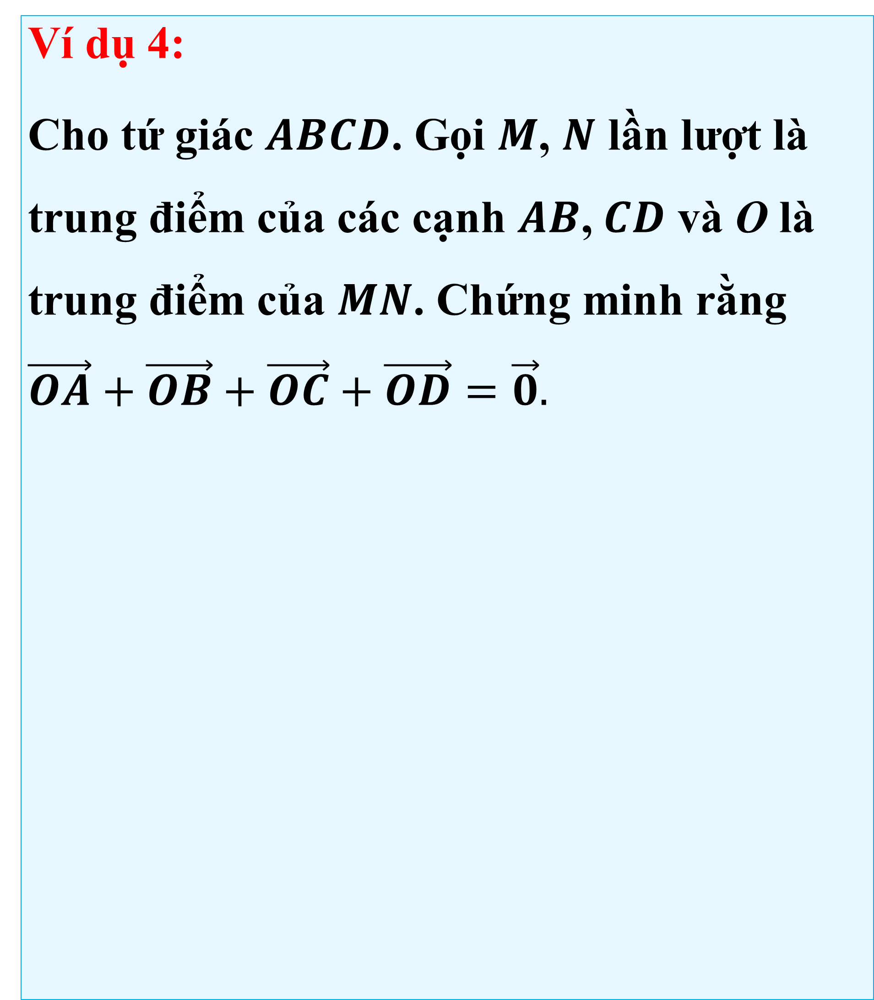 Ví dụ 4:
Cho tứ giác ABCD. Gọi M, N lần lượt là
trung điểm của các cạnh AB, CD và O là
trung điểm của MN. Chứng minh rằng
$\overrightarrow{OA} + \overrightarrow{OB} + \overrightarrow{OC} + \overrightarrow{OD} = \overrightarrow{0}.$